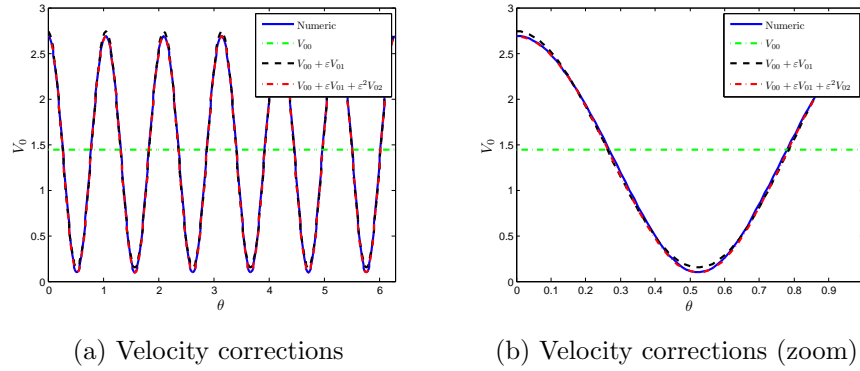 3
2.5
2
1.5
1
0.5
0
V₀
0 1 2 3 4 5 6
θ
Numeric
V₀₀
V₀₀ + εV₀₁
V₀₀ + εV₀₁ + ε²V₀₂
(a) Velocity corrections
3
2.5
2
1.5
1
0.5
0
V₀
0 0.1 0.2 0.3 0.4 0.5 0.6 0.7 0.8 0.9
θ
Numeric
V₀₀
V₀₀ + εV₀₁
V₀₀ + εV₀₁ + ε²V₀₂
(b) Velocity corrections (zoom)